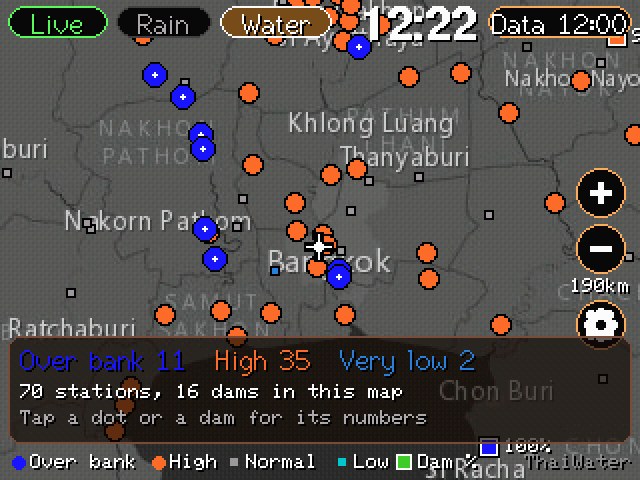 Live
Rain
Water
12:22
Data 12:00
Nakho Nayo
NAKHON
PATHUM
THANI
Khlong Luang
NAKHON
PATHOM
Thanyaburi
buri
Nakorn Pathom
Bangkok
190km
SAMUT
SAKHON
Ratchaburi
Over bank 11 High 35 Very low 2
70 stations, 16 dams in this map
Chon Buri
Tap a dot or a dam for its numbers
100%
Over bank High Normal Low Dam %
ThaiWater
Si Racha